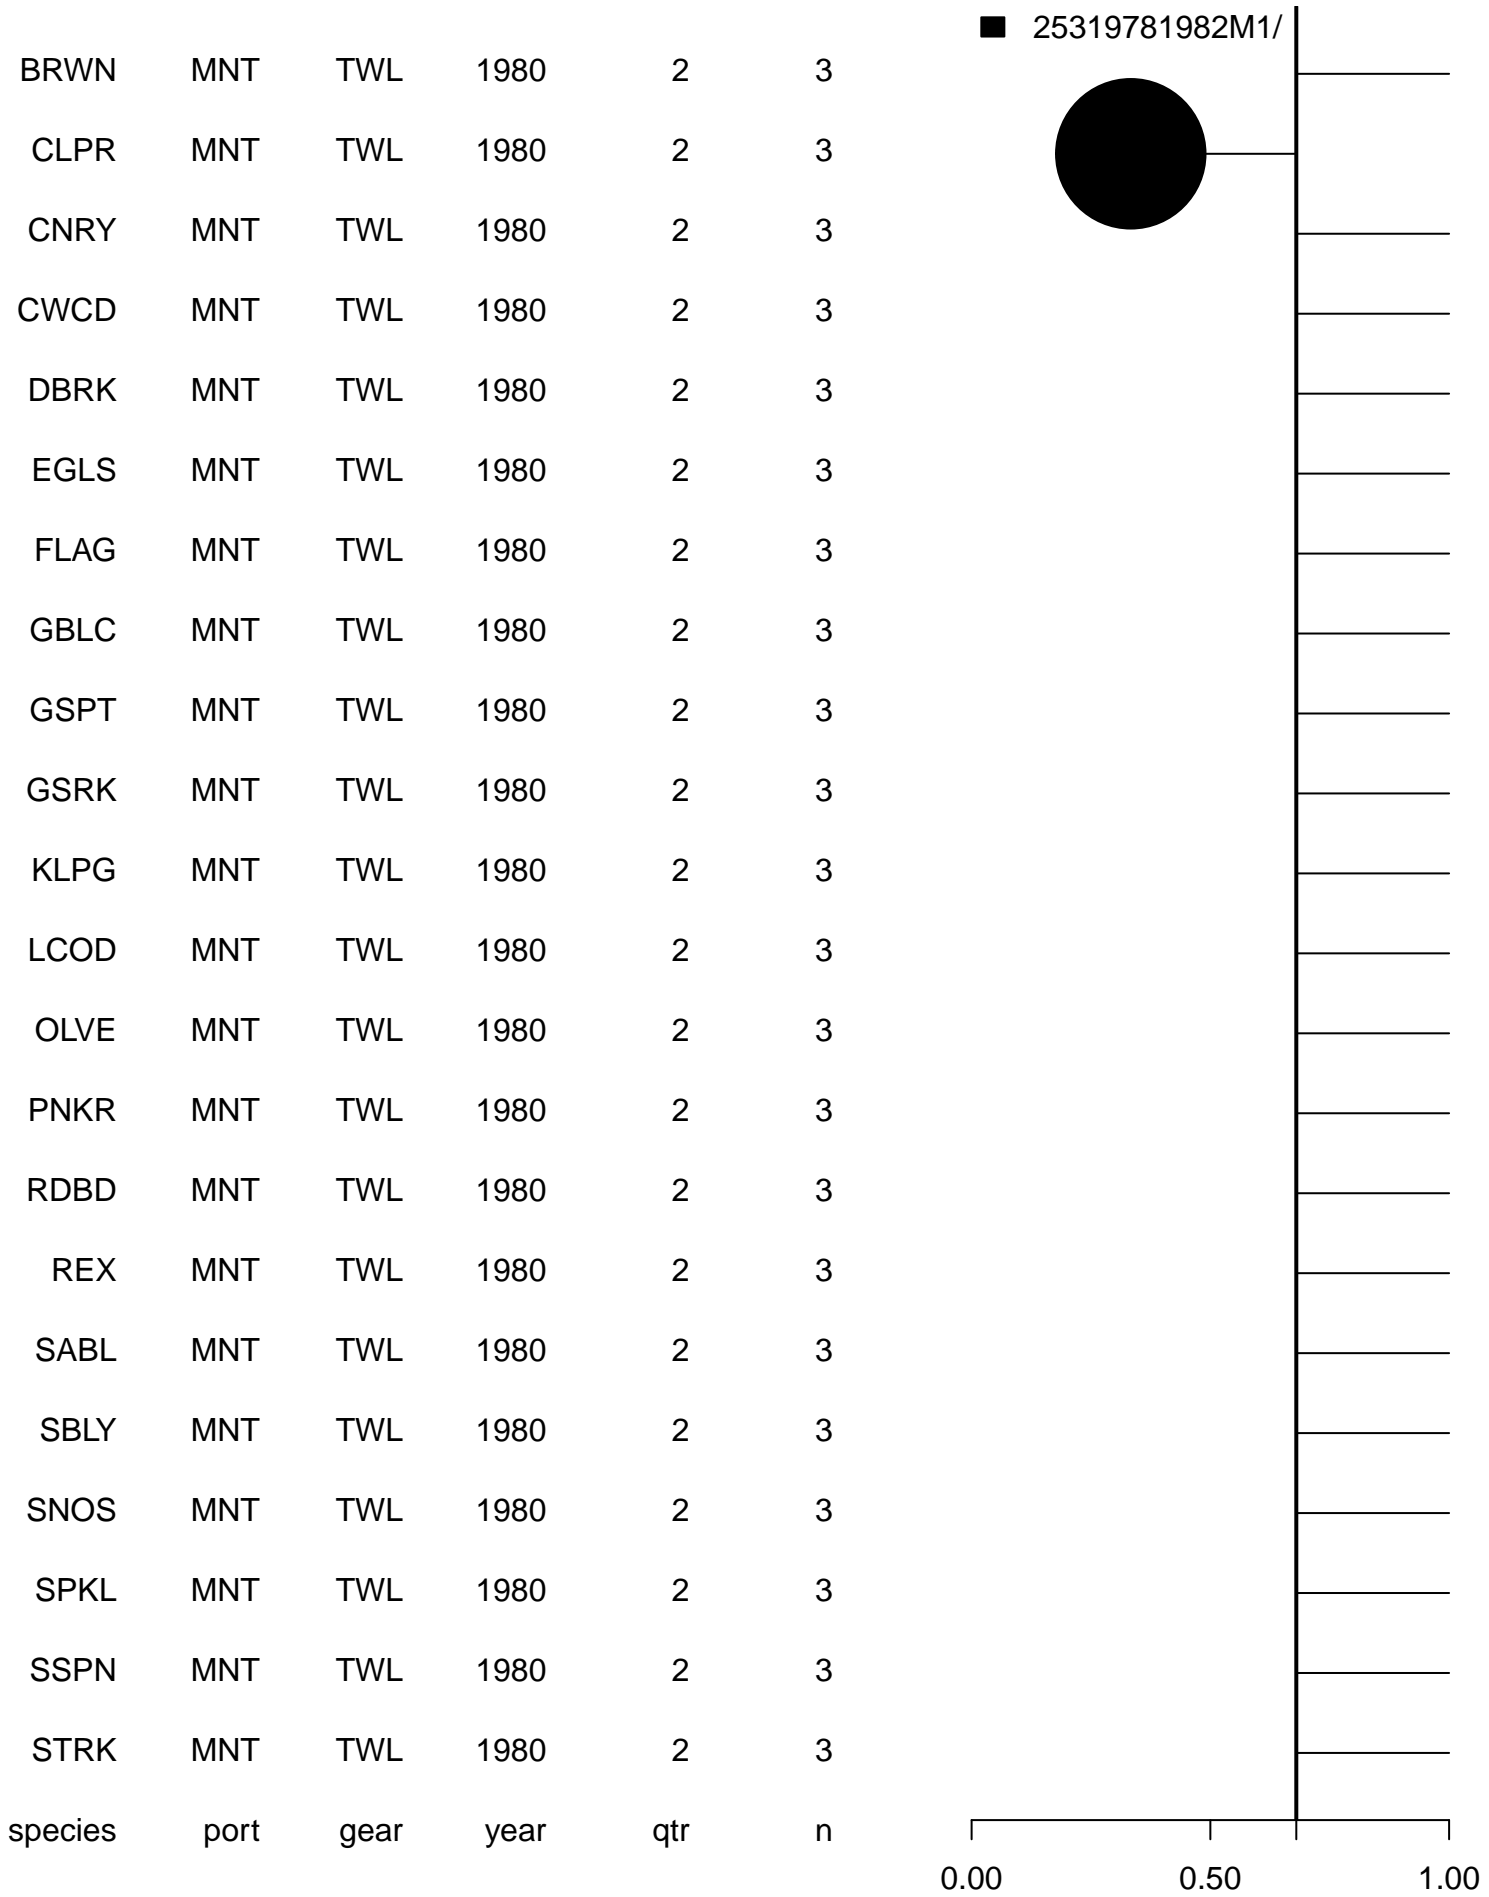 25319781982M1/
BRWN MNT TWL 1980 2 3
CLPR MNT TWL 1980 2 3
CNRY MNT TWL 1980 2 3
CWCD MNT TWL 1980 2 3
DBRK MNT TWL 1980 2 3
EGLS MNT TWL 1980 2 3
FLAG MNT TWL 1980 2 3
GBLC MNT TWL 1980 2 3
GSPT MNT TWL 1980 2 3
GSRK MNT TWL 1980 2 3
KLPG MNT TWL 1980 2 3
LCOD MNT TWL 1980 2 3
OLVE MNT TWL 1980 2 3
PNKR MNT TWL 1980 2 3
RDBD MNT TWL 1980 2 3
REX MNT TWL 1980 2 3
SABL MNT TWL 1980 2 3
SBLY MNT TWL 1980 2 3
SNOS MNT TWL 1980 2 3
SPKL MNT TWL 1980 2 3
SSPN MNT TWL 1980 2 3
STRK MNT TWL 1980 2 3
species port gear year qtr n
0.00 0.50 1.00